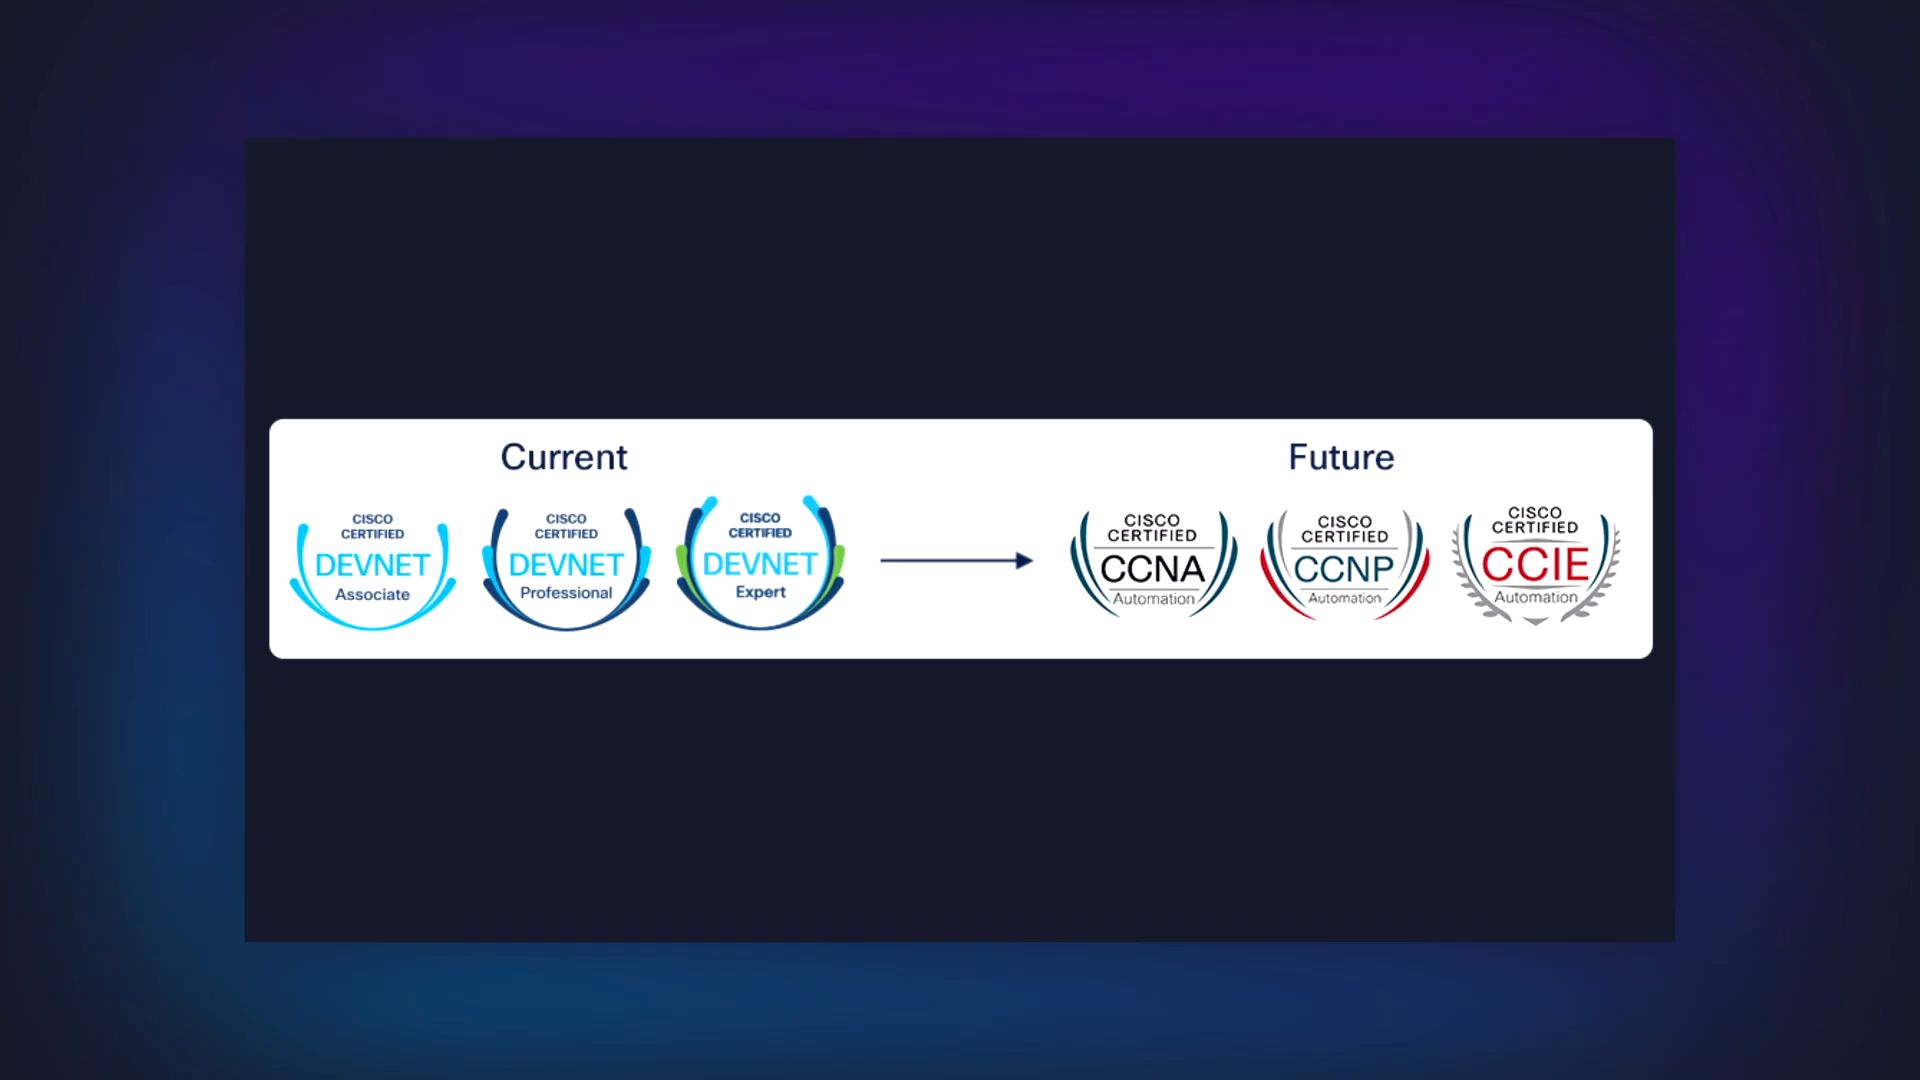 Current
CISCO
CERTIFIED
DEVNET
Associate
CISCO
CERTIFIED
DEVNET
Professional
CISCO
CERTIFIED
DEVNET
Expert
Future
CISCO
CERTIFIED
CCNA
Automation
CISCO
CERTIFIED
CCNP
Automation
CISCO
CERTIFIED
CCIE
Automation